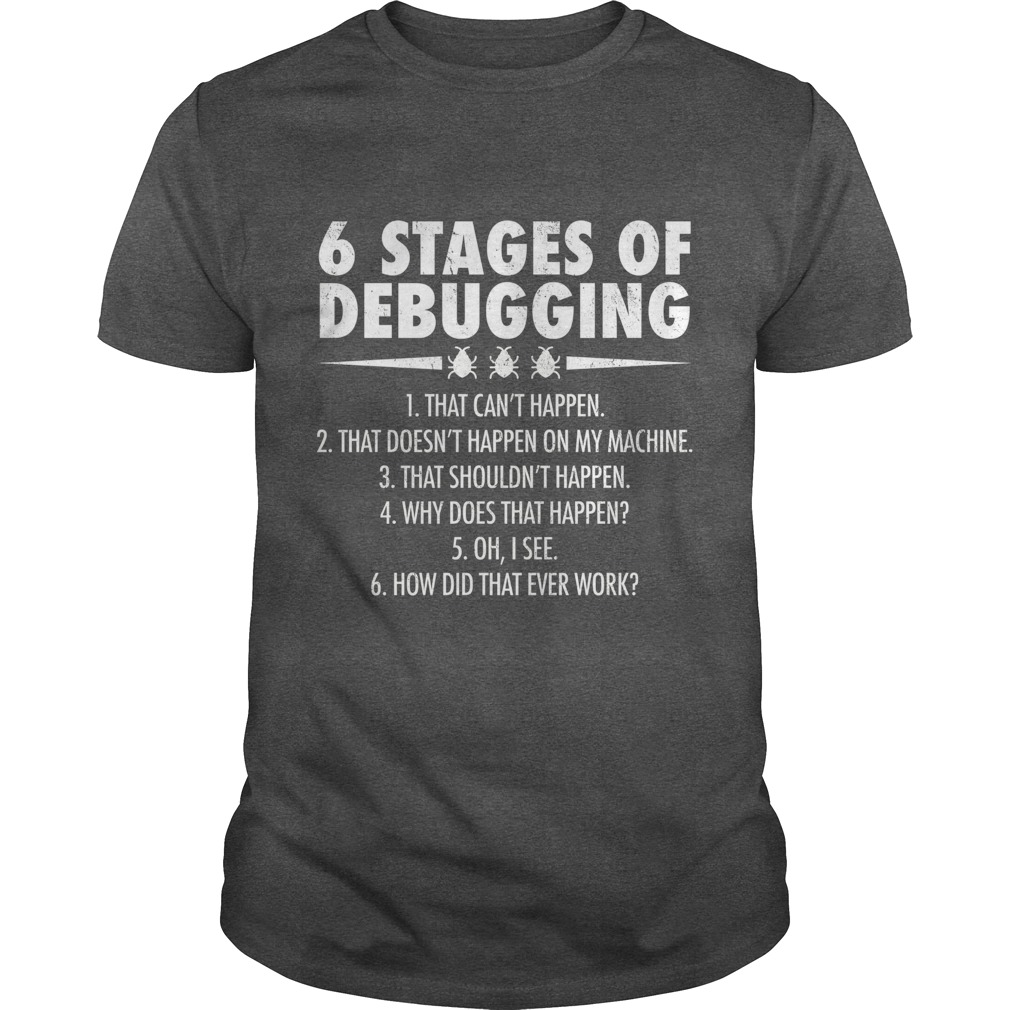 6 STAGES OF
DEBUGGING
1. THAT CAN'T HAPPEN.
2. THAT DOESN'T HAPPEN ON MY MACHINE.
3. THAT SHOULDN'T HAPPEN.
4. WHY DOES THAT HAPPEN?
5. OH, I SEE.
6. HOW DID THAT EVER WORK?